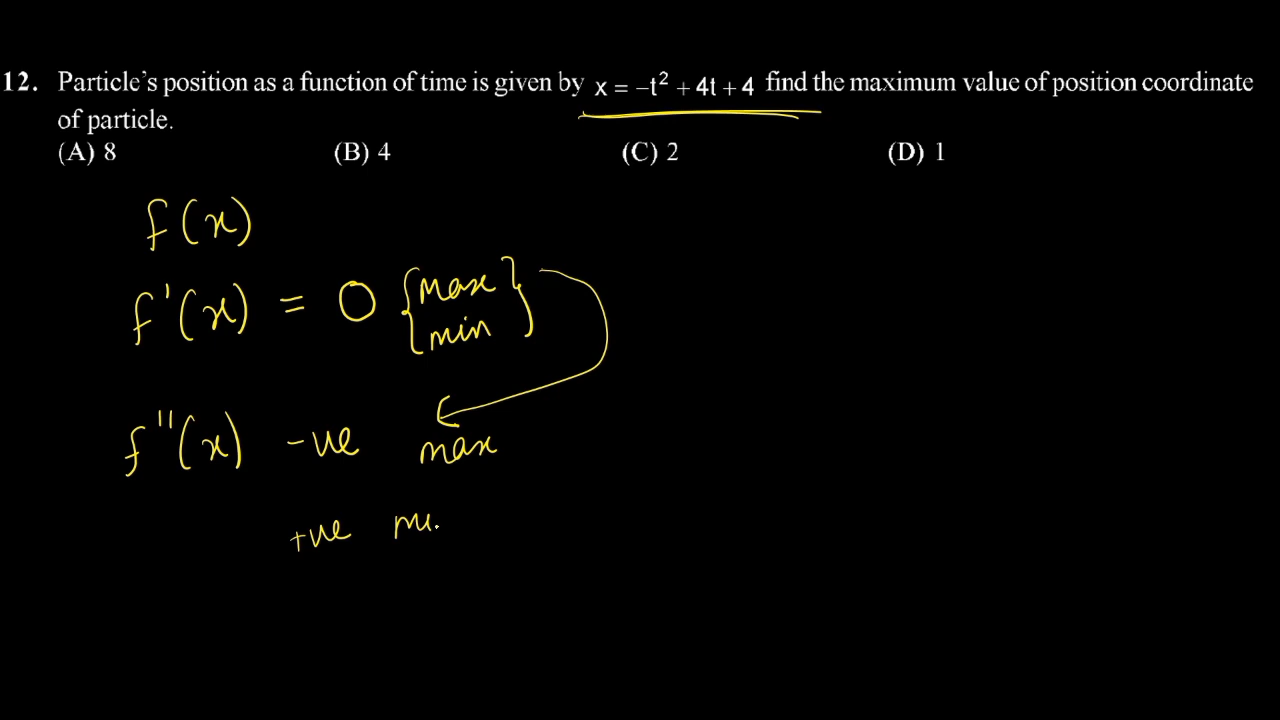 12. Particle's position as a function of time is given by x = –t² + 4t + 4 find the maximum value of position coordinate
of particle.
(A) 8 (B) 4 (C) 2 (D) 1
f(x)
f'(x) = 0 { max
min }
f''(x) -ve max
+ve